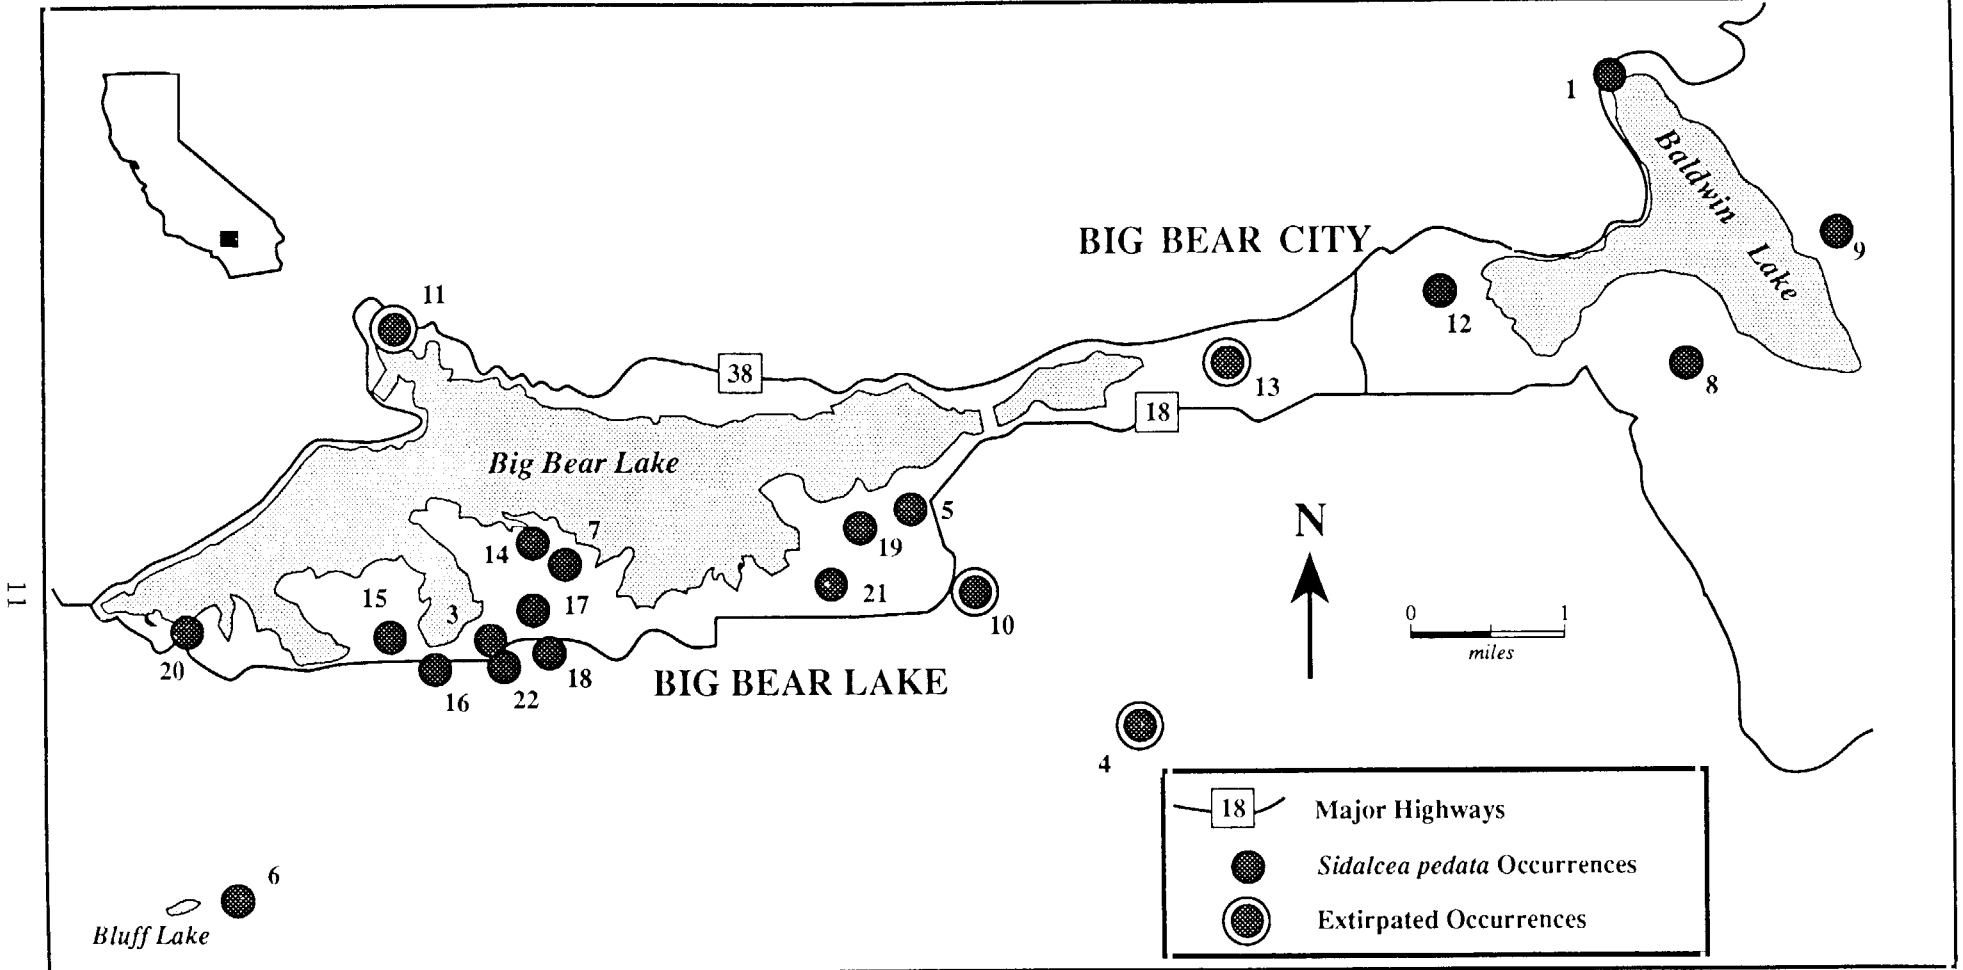 1
Baldwin
Lake
9
BIG BEAR CITY
11
12
38
13
8
18
Big Bear Lake
N
5
7
14
19
21
0 1
miles
15
3
17
10
20
18
16
22
BIG BEAR LAKE
4
11
18 Major Highways
Sidalcea pedata Occurrences
Extirpated Occurrences
6
Bluff Lake